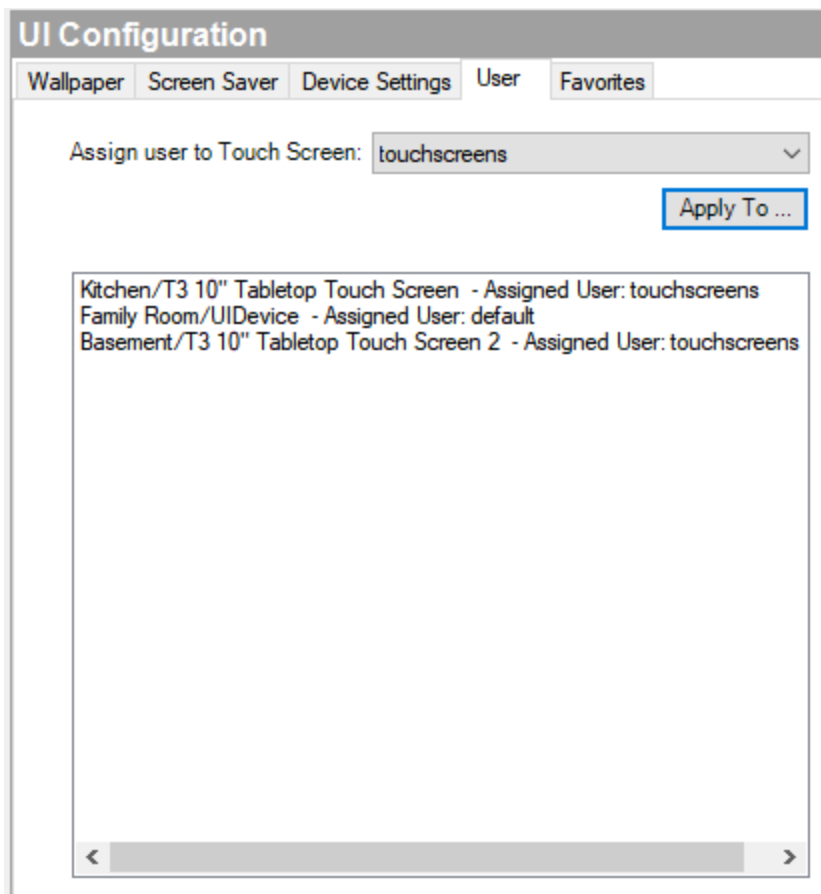 UI Configuration
Wallpaper Screen Saver Device Settings User Favorites
Assign user to Touch Screen: touchscreens
Apply To ...
Kitchen/T3 10" Tabletop Touch Screen - Assigned User: touchscreens
Family Room/UIDevice - Assigned User: default
Basement/T3 10" Tabletop Touch Screen 2 - Assigned User: touchscreens